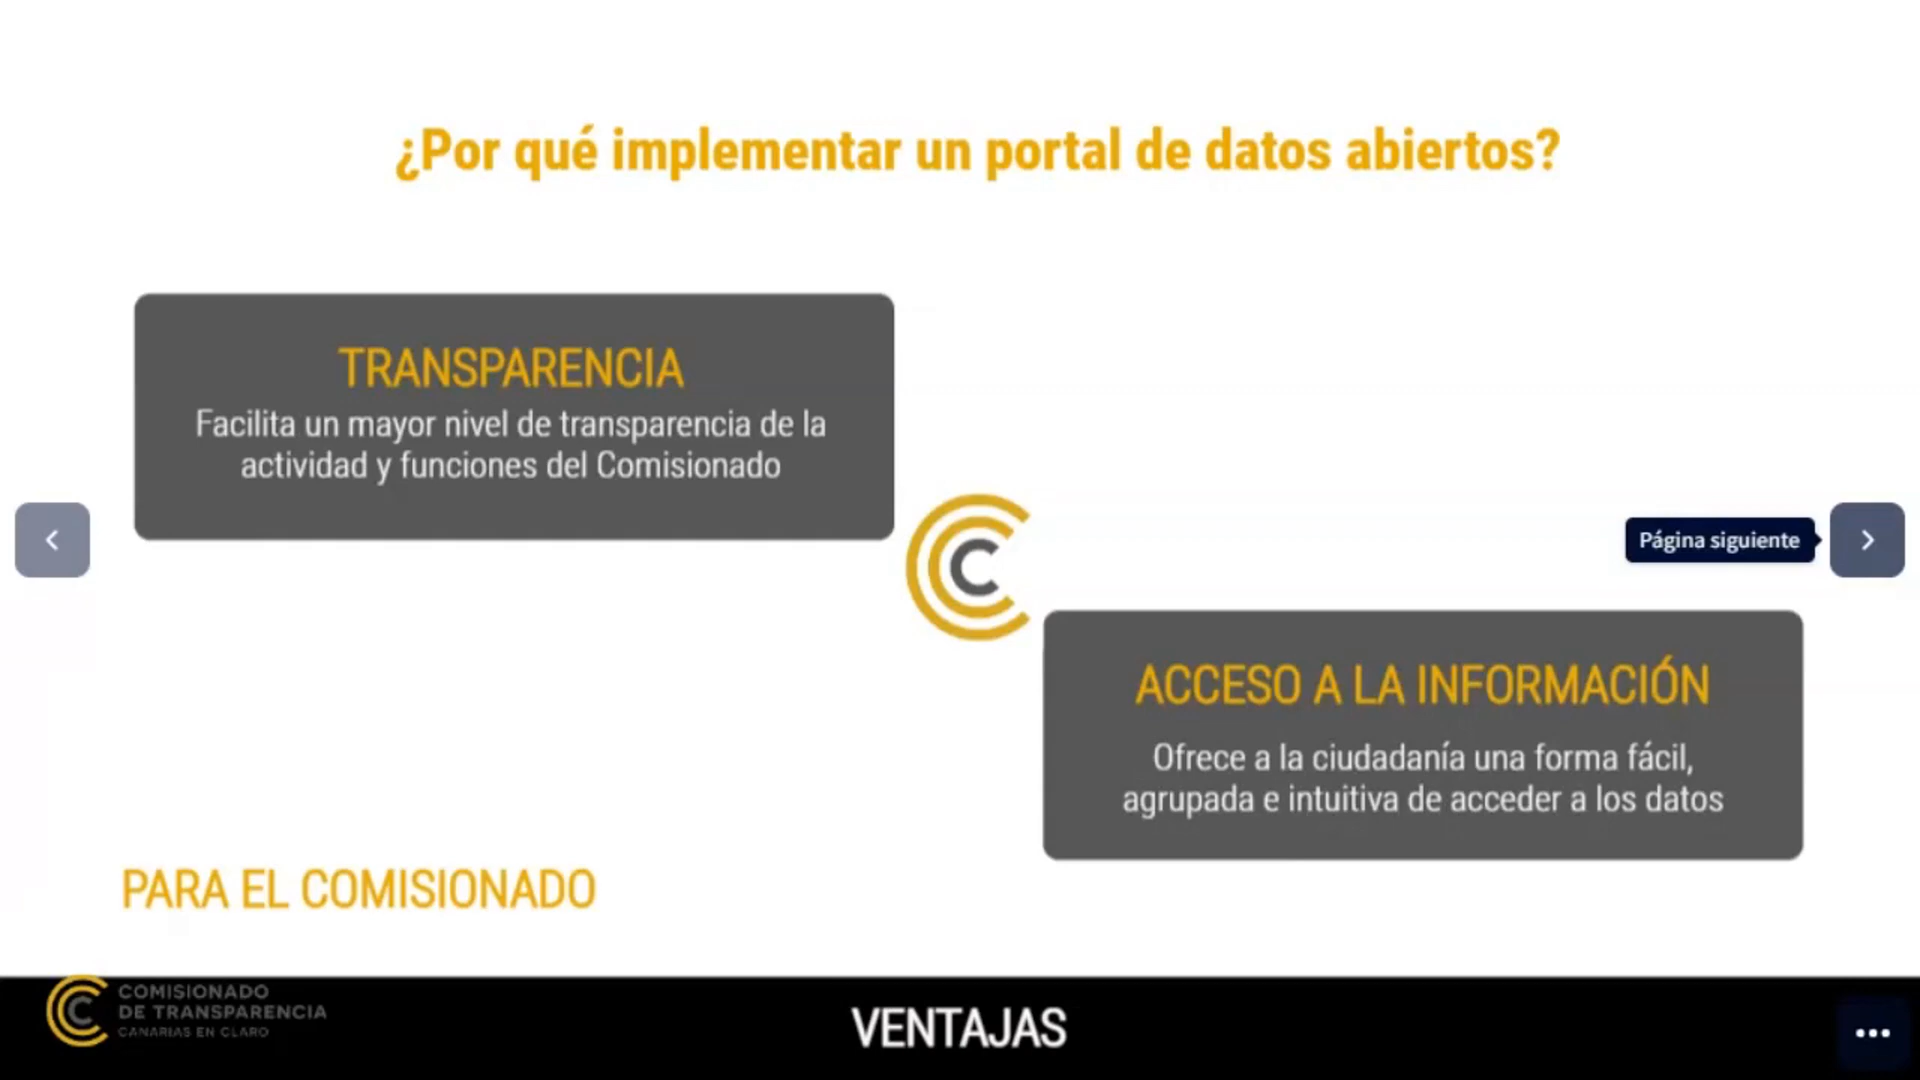 ¿Por qué implementar un portal de datos abiertos?
TRANSPARENCIA
Facilita un mayor nivel de transparencia de la
actividad y funciones del Comisionado
Página siguiente
ACCESO A LA INFORMACIÓN
Ofrece a la ciudadanía una forma fácil,
agrupada e intuitiva de acceder a los datos
PARA EL COMISIONADO
COMISIONADO
DE TRANSPARENCIA
CANARIAS EN CLARO
VENTAJAS